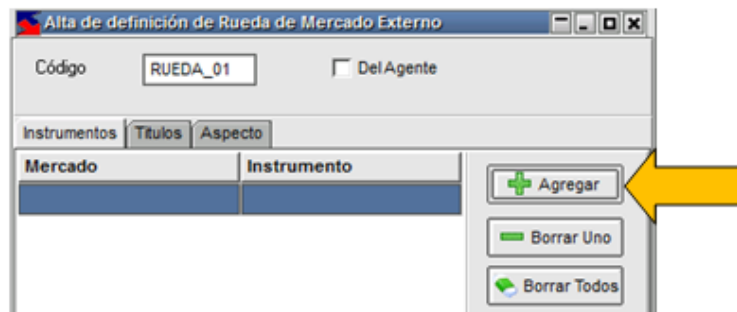 Alta de definición de Rueda de Mercado Externo
Código RUEDA_01 Del Agente
Instrumentos Titulos Aspecto
Mercado Instrumento
Agregar
Borrar Uno
Borrar Todos